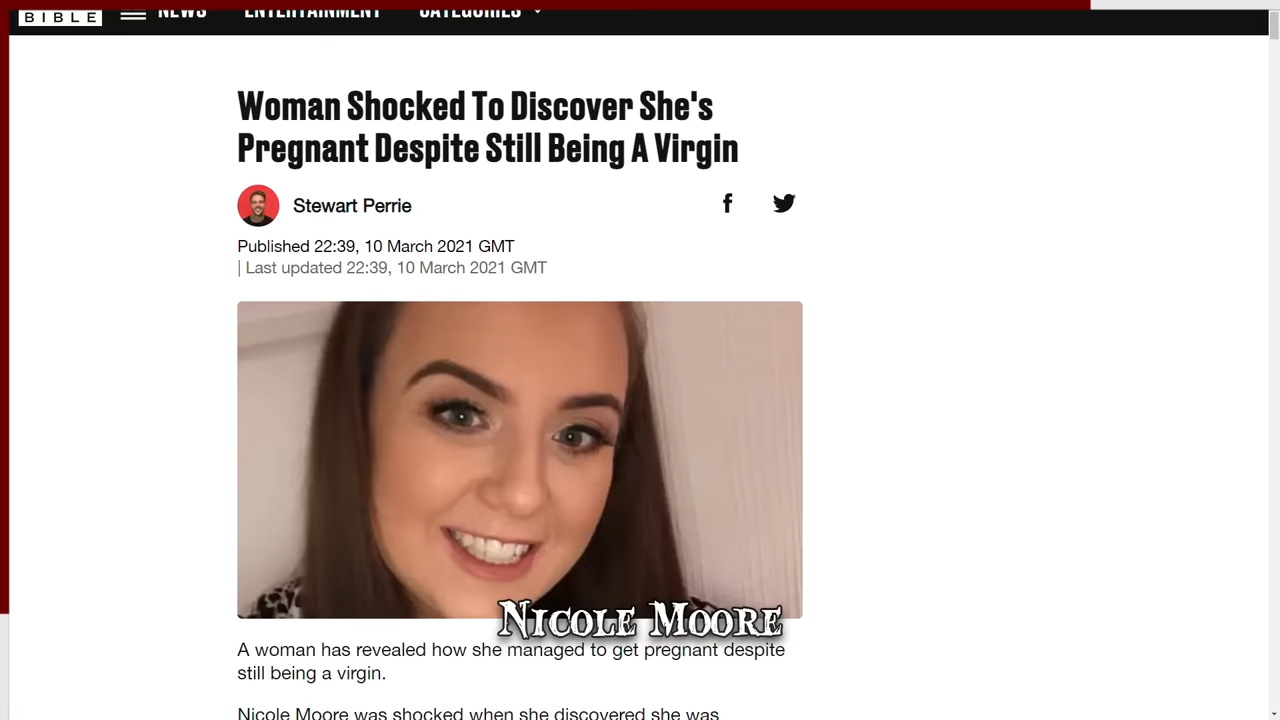 BIBLE
NEWS ENTERTAINMENT CATEGORIES
Woman Shocked To Discover She's
Pregnant Despite Still Being A Virgin
Stewart Perrie
Published 22:39, 10 March 2021 GMT
| Last updated 22:39, 10 March 2021 GMT
Nicole Moore
A woman has revealed how she managed to get pregnant despite
still being a virgin.
Nicole Moore was shocked when she discovered she was